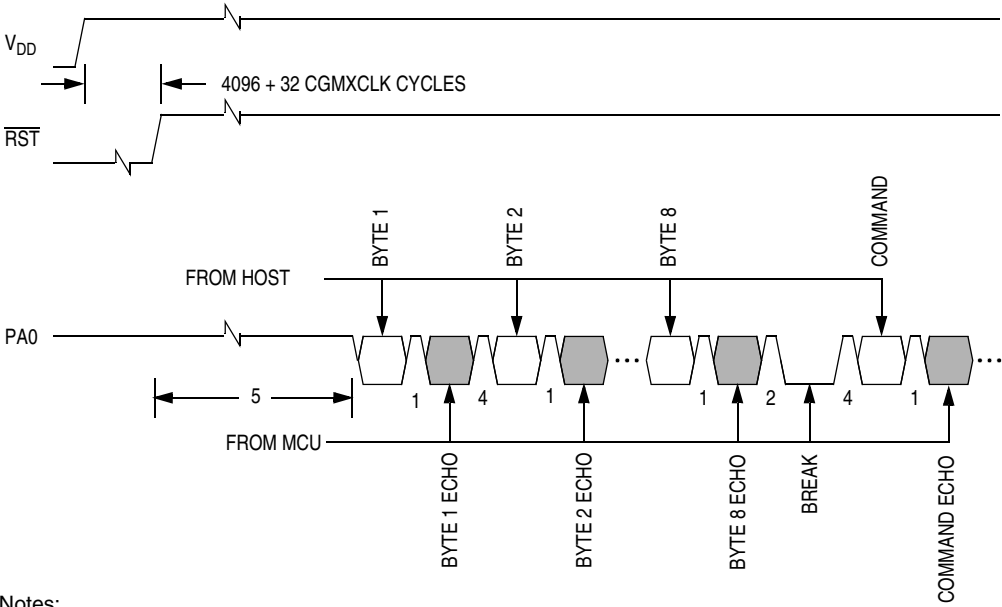 VDD
4096 + 32 CGMXCLK CYCLES
RST
BYTE 1
BYTE 2
BYTE 8
COMMAND
FROM HOST
PA0
5
1
4
1
1
2
4
1
FROM MCU
BYTE 1 ECHO
BYTE 2 ECHO
BYTE 8 ECHO
BREAK
COMMAND ECHO
Notes: